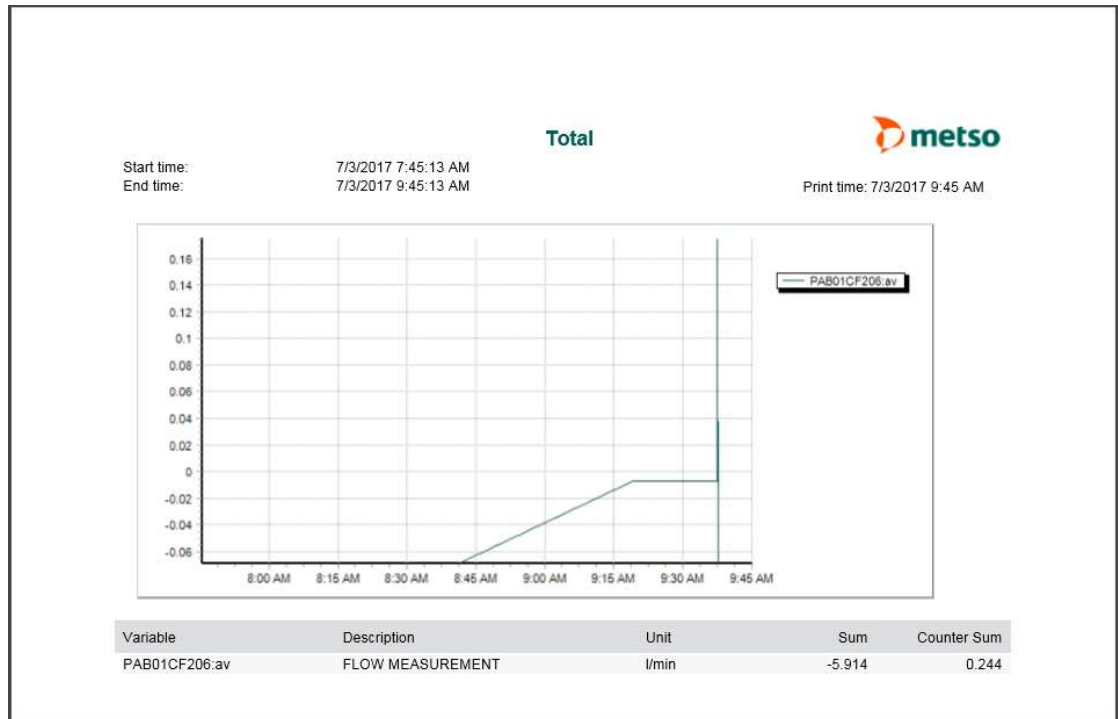 Total
metso
Start time: 7/3/2017 7:45:13 AM
End time: 7/3/2017 9:45:13 AM
Print time: 7/3/2017 9:45 AM
PAB01CF206:av
0.16
0.14
0.12
0.1
0.08
0.06
0.04
0.02
0
-0.02
-0.04
-0.06
8:00 AM 8:15 AM 8:30 AM 8:45 AM 9:00 AM 9:15 AM 9:30 AM 9:45 AM
Variable Description Unit Sum Counter Sum
PAB01CF206:av FLOW MEASUREMENT l/min -5.914 0.244